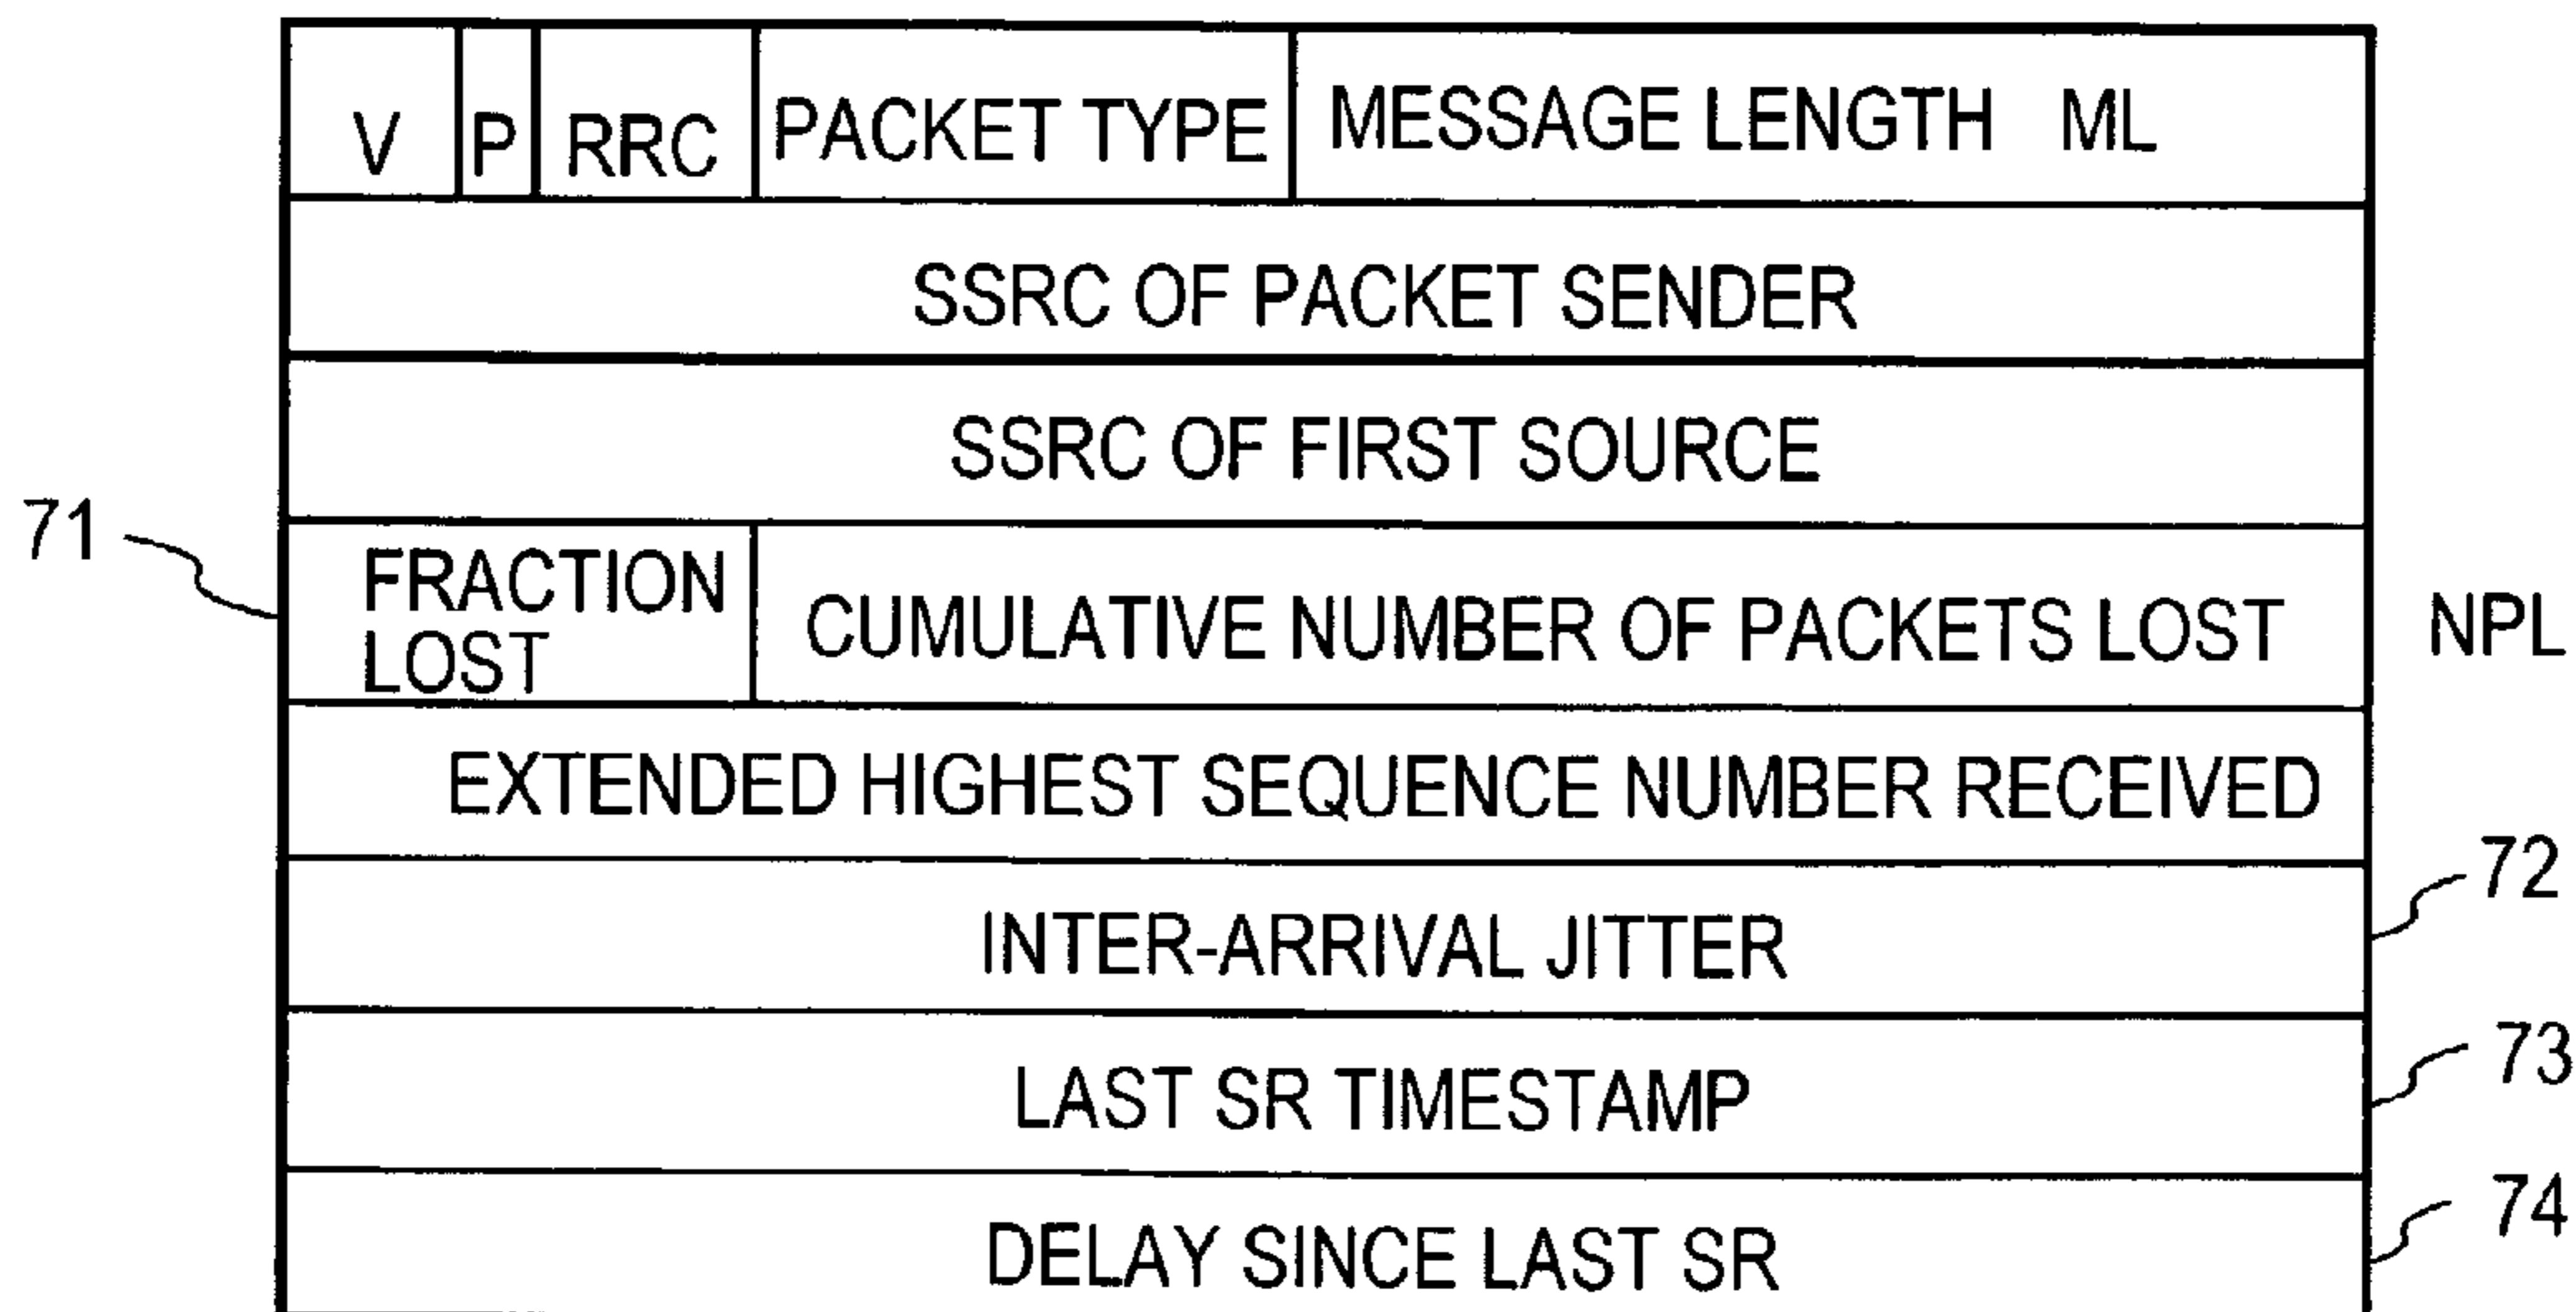 V P RRC PACKET TYPE MESSAGE LENGTH ML
SSRC OF PACKET SENDER
SSRC OF FIRST SOURCE
71
FRACTION
LOST
CUMULATIVE NUMBER OF PACKETS LOST
NPL
EXTENDED HIGHEST SEQUENCE NUMBER RECEIVED
INTER-ARRIVAL JITTER
72
LAST SR TIMESTAMP
73
DELAY SINCE LAST SR
74